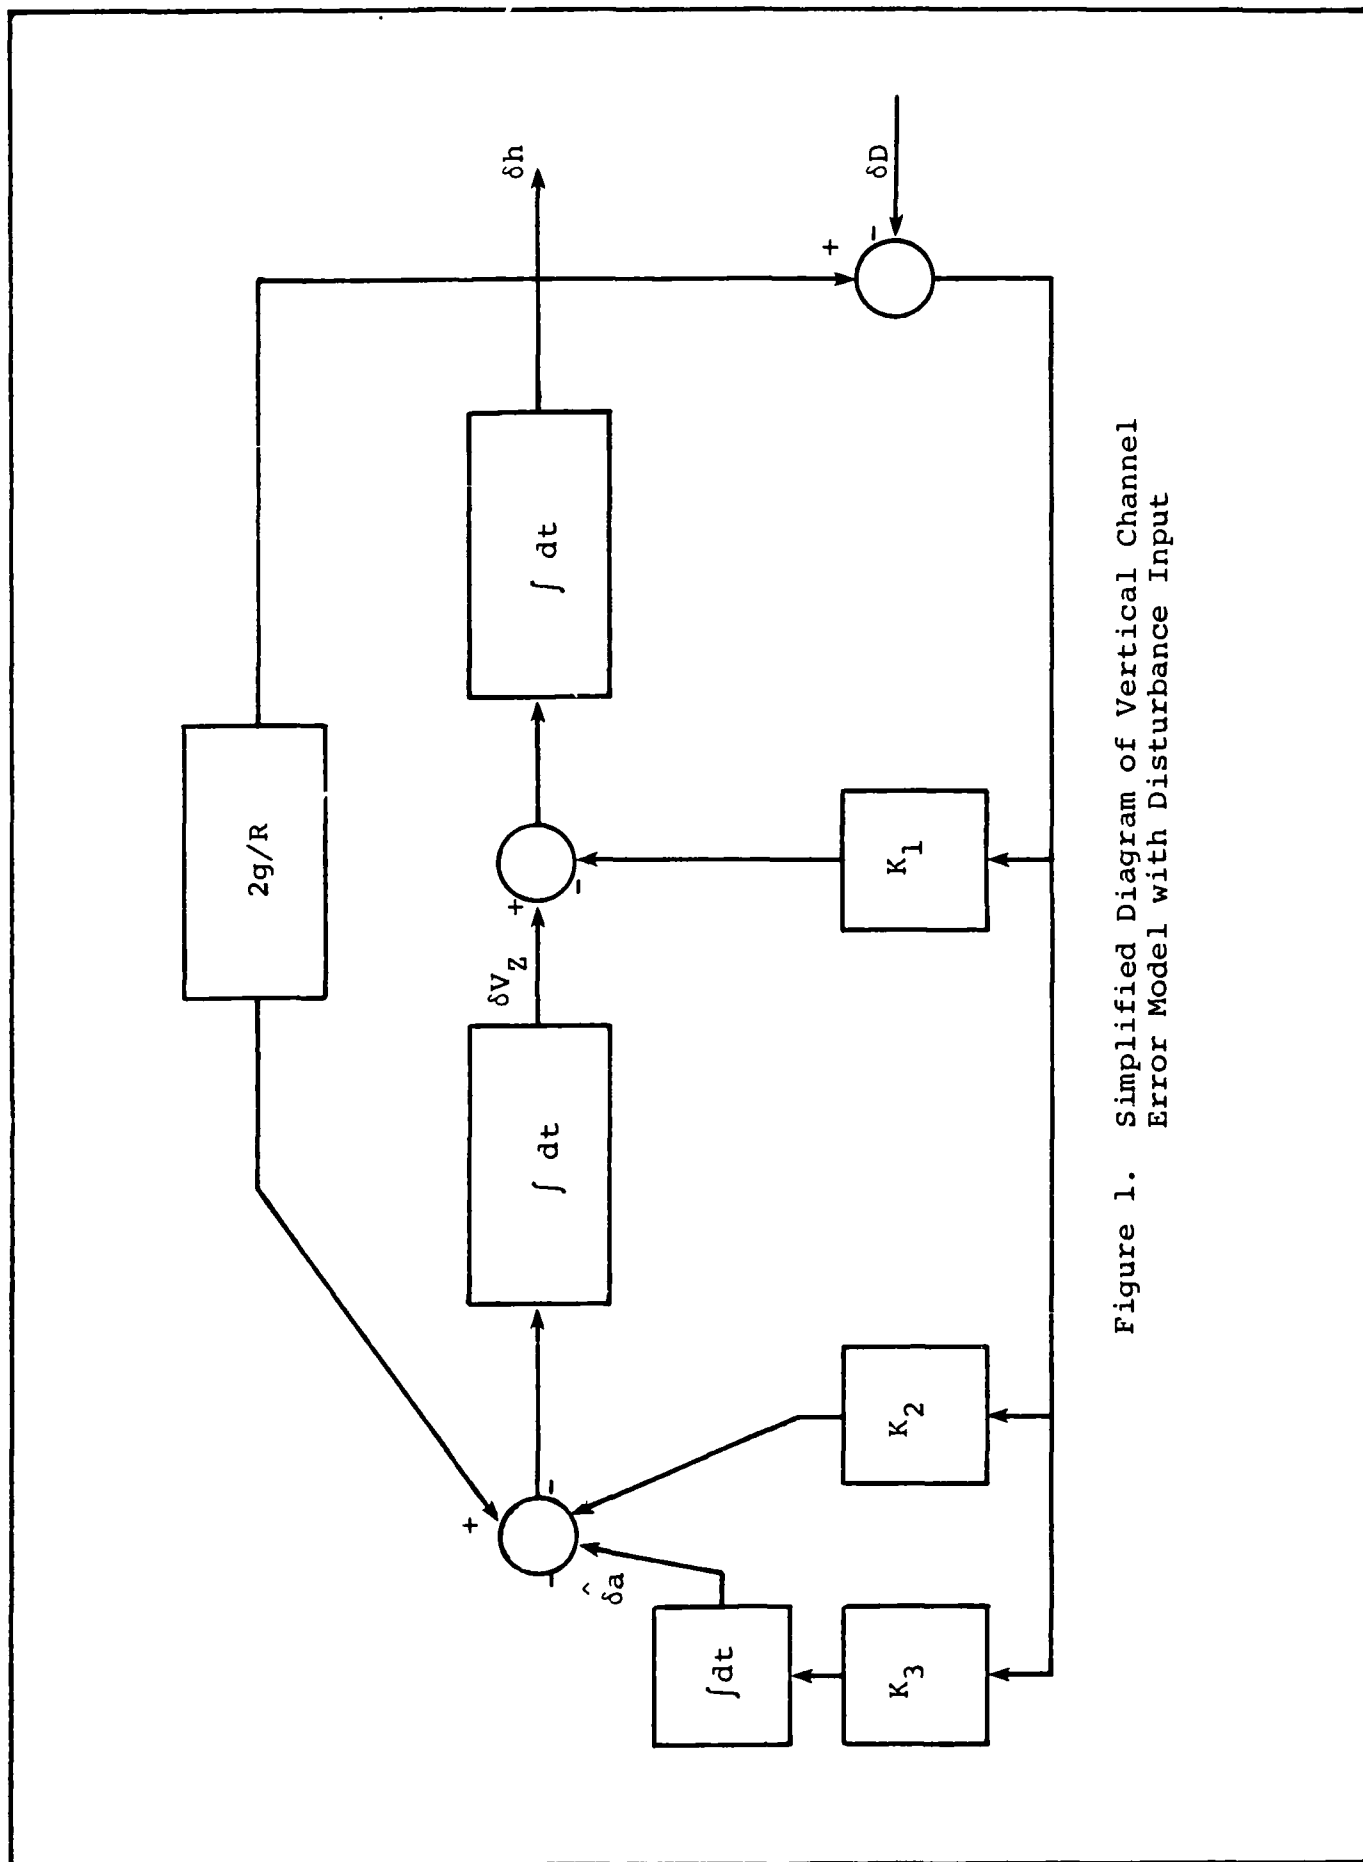 2g/R
+
-
-
δâ
∫ dt
δV_Z
+
-
∫ dt
δh
+
-
δD
∫dt
K_3
K_2
K_1
Figure 1. Simplified Diagram of Vertical Channel
Error Model with Disturbance Input